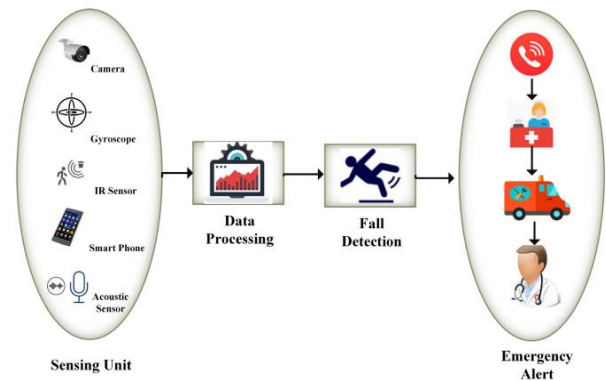 Camera
Gyroscope
IR Sensor
Smart Phone
Acoustic
Sensor
Sensing Unit
Data
Processing
Fall
Detection
Emergency
Alert